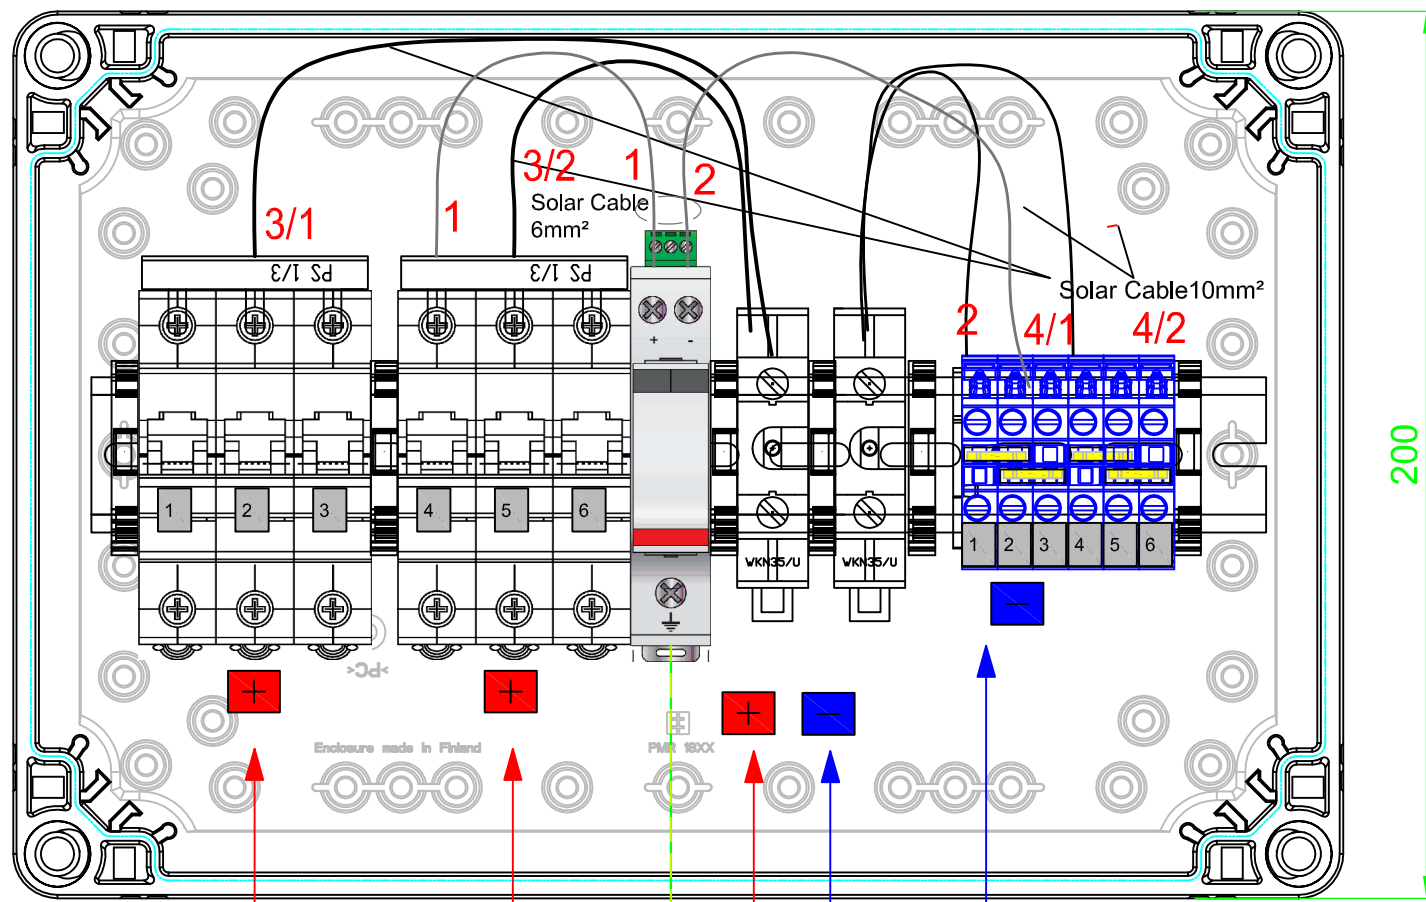 3/1
1
3/2
1
2
Solar Cable
6mm²
Solar Cable10mm²
2
4/1
4/2
PS 1/3
PS 1/3
+ -
1 2 3
4 5 6
WKN35/U
WKN35/U
1 2 3 4 5 6
-
+
+
+
-
>PC<
Enclosure made in Finland
PMR 16XX
200